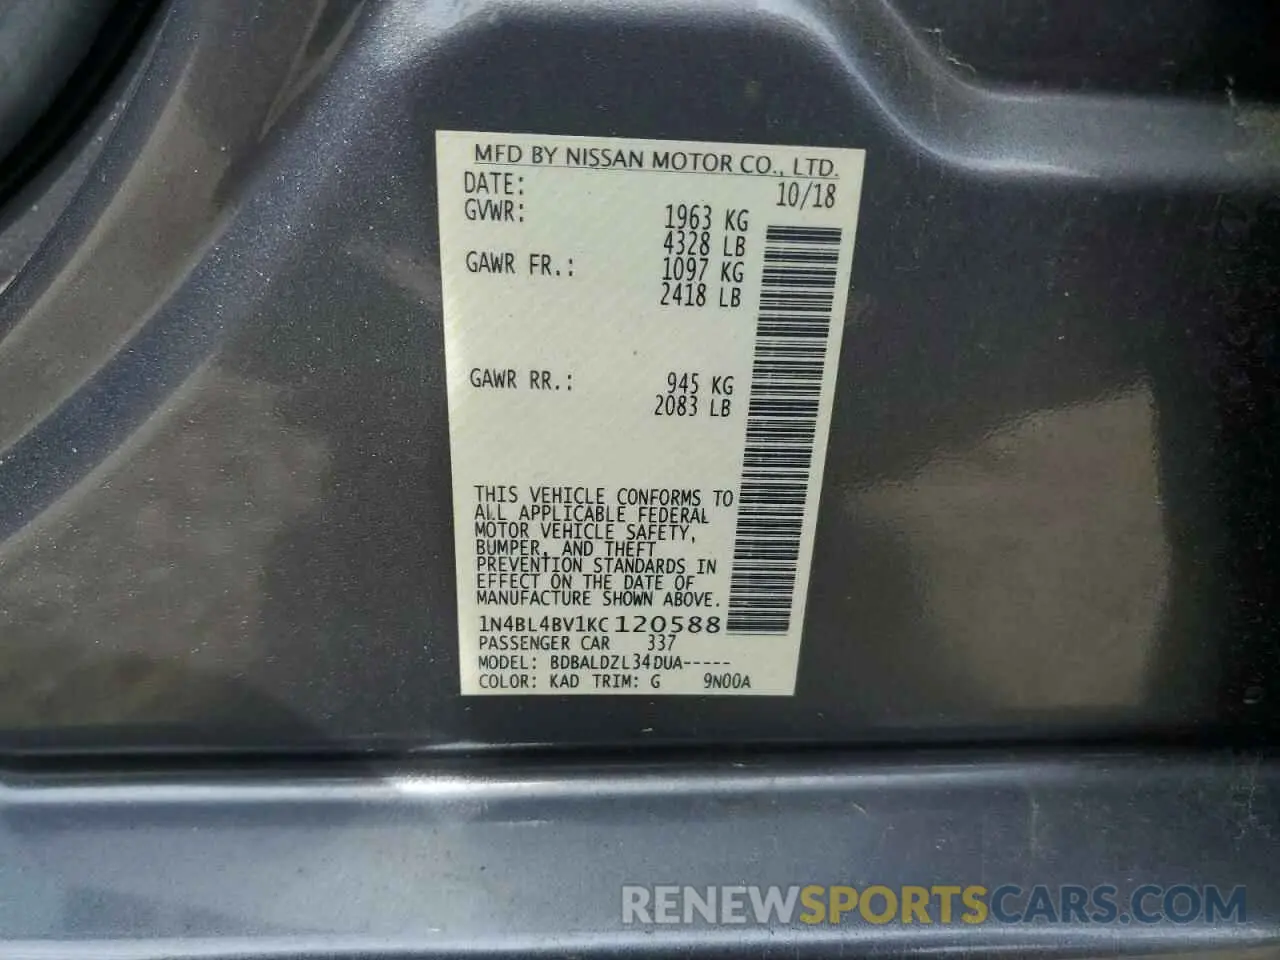 MFD BY NISSAN MOTOR CO., LTD.
DATE: 10/18
GVWR: 1963 KG
4328 LB
GAWR FR.: 1097 KG
2418 LB
GAWR RR.: 945 KG
2083 LB
THIS VEHICLE CONFORMS TO
ALL APPLICABLE FEDERAL
MOTOR VEHICLE SAFETY,
BUMPER, AND THEFT
PREVENTION STANDARDS IN
EFFECT ON THE DATE OF
MANUFACTURE SHOWN ABOVE.
1N4BL4BV1KC120588
PASSENGER CAR 337
MODEL: BDBALDZL34DUA-----
COLOR: KAD TRIM: G 9N00A
RENEWSPORTSCARS.COM